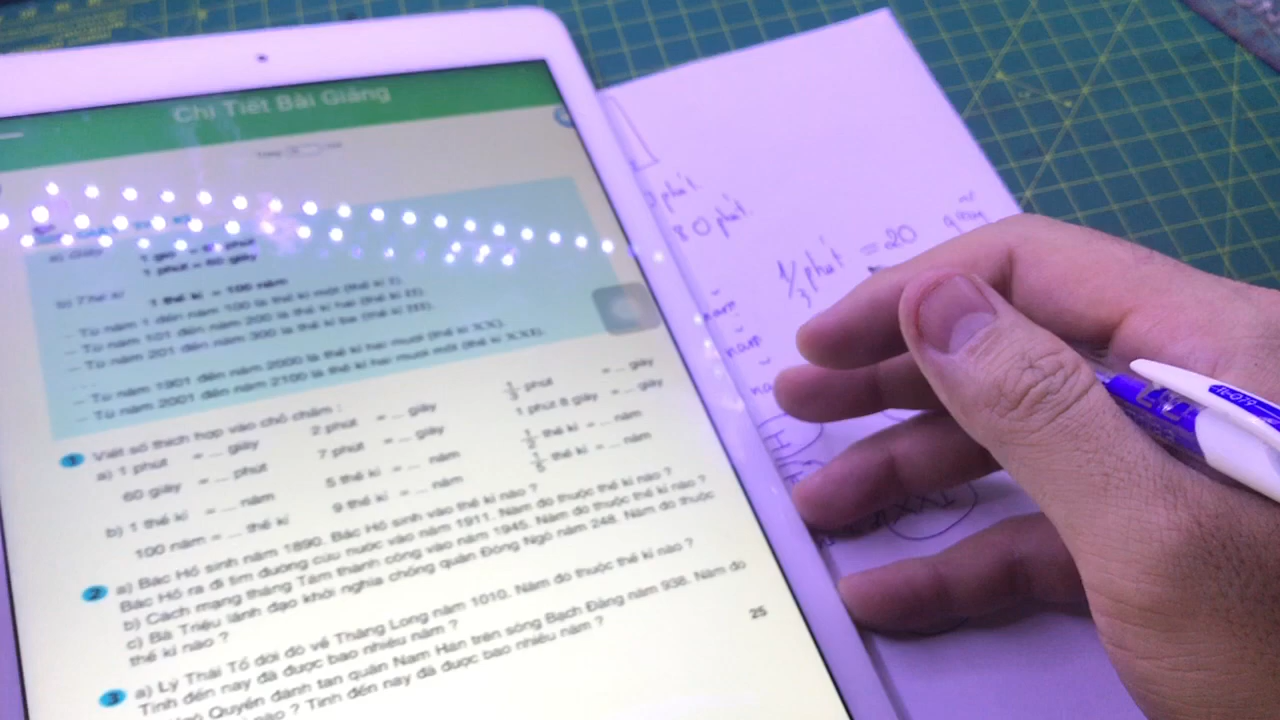 Chi Tiết Bài Giảng
1 phút = 60 giây
b) Thế kỉ
1 thế kỉ = 100 năm
– Từ năm 1 đến năm 100 là thế kỉ một (thế kỉ I).
– Từ năm 101 đến năm 200 là thế kỉ hai (thế kỉ II).
– Từ năm 201 đến năm 300 là thế kỉ ba (thế kỉ III).
...
– Từ năm 1901 đến năm 2000 là thế kỉ hai mươi (thế kỉ XX).
– Từ năm 2001 đến năm 2100 là thế kỉ hai mươi mốt (thế kỉ XXI).
1 Viết số thích hợp vào chỗ chấm :
a) 1 phút = ... giây 2 phút = ... giây 1/3 phút = ... giây
60 giây = ... phút 7 phút = ... giây 1 phút 8 giây = ... giây
b) 1 thế kỉ = ... năm 5 thế kỉ = ... năm 1/2 thế kỉ = ... năm
100 năm = ... thế kỉ 9 thế kỉ = ... năm 1/5 thế kỉ = ... năm
2 a) Bác Hồ sinh năm 1890. Bác Hồ sinh vào thế kỉ nào ?
Bác Hồ ra đi tìm đường cứu nước vào năm 1911. Năm đó thuộc thế kỉ nào ?
b) Cách mạng tháng Tám thành công vào năm 1945. Năm đó thuộc thế kỉ nào ?
c) Bà Triệu lãnh đạo khởi nghĩa chống quân Đông Ngô năm 248. Năm đó thuộc
thế kỉ nào ?
3 a) Lý Thái Tổ dời đô về Thăng Long năm 1010. Năm đó thuộc thế kỉ nào ?
Tính đến nay đã được bao nhiêu năm ?
Quyền đánh tan quân Nam Hán trên sông Bạch Đằng năm 938. Năm đó
nào ? Tính đến nay đã được bao nhiêu năm ?
25
phút
80 phút
1/3 phút = 20 giây
năm
năm
XXI